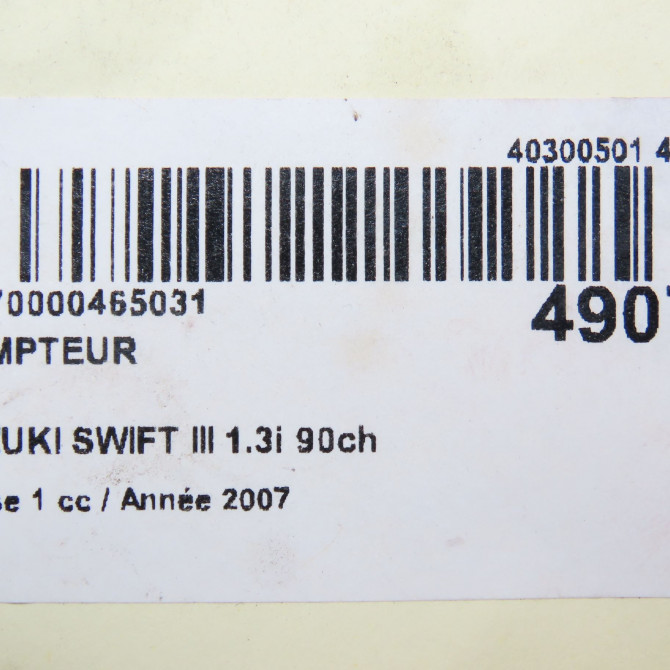 40300501 4
70000465031
490
MPTEUR
UKI SWIFT III 1.3i 90ch
se 1 cc / Année 2007